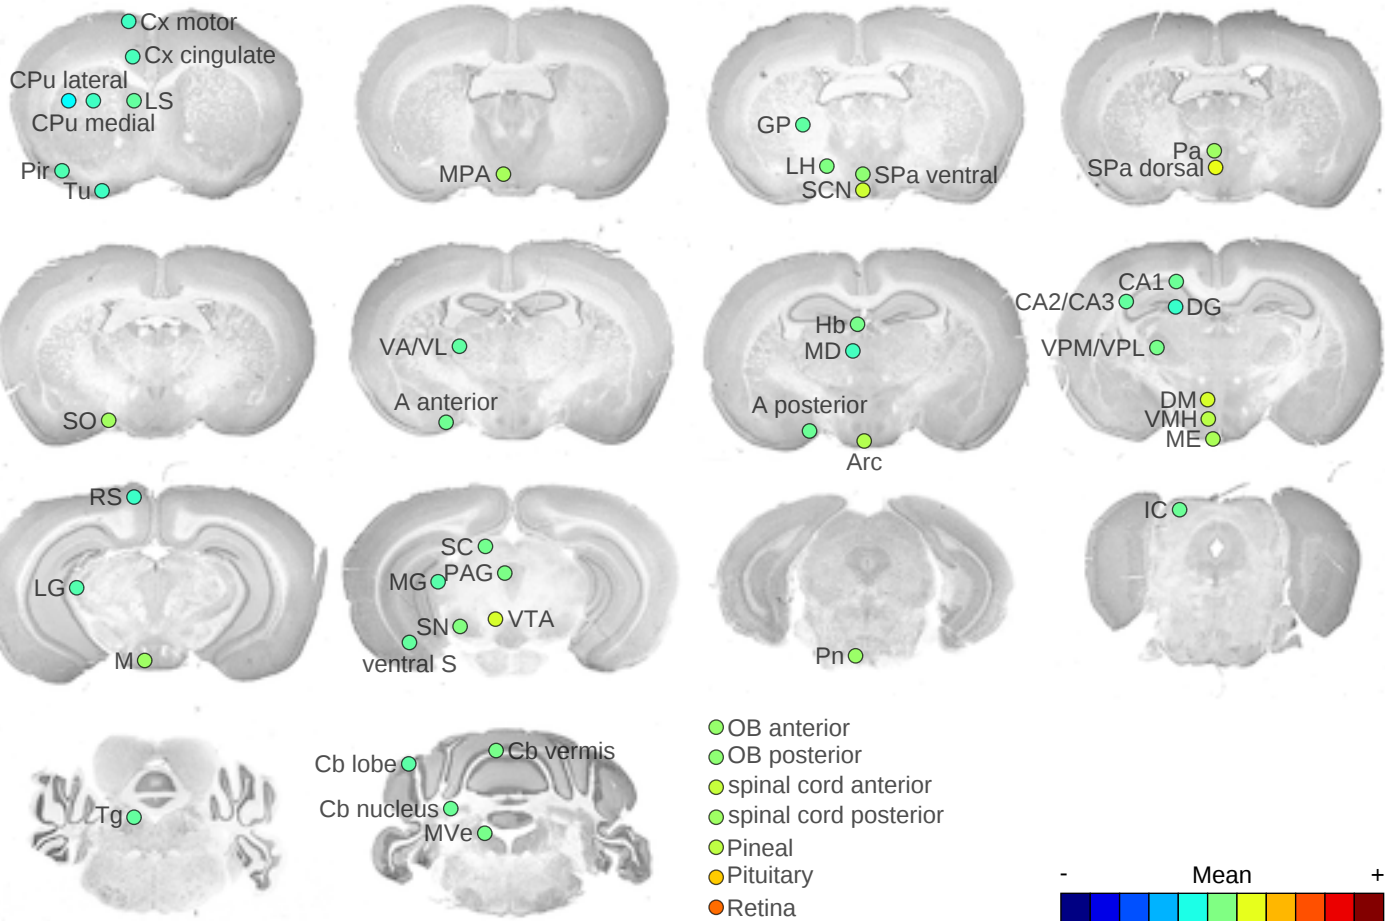 Cx motor
Cx cingulate
CPu lateral
LS
CPu medial
Pir
Tu
MPA
GP
LH
SPa ventral
SCN
Pa
SPa dorsal
SO
VA/VL
A anterior
Hb
MD
A posterior
Arc
CA1
CA2/CA3
DG
VPM/VPL
DM
VMH
ME
RS
LG
M
SC
PAG
MG
VTA
SN
ventral S
Pn
IC
Tg
Cb vermis
Cb lobe
Cb nucleus
MVe
OB anterior
OB posterior
spinal cord anterior
spinal cord posterior
Pineal
Pituitary
Retina
- Mean +